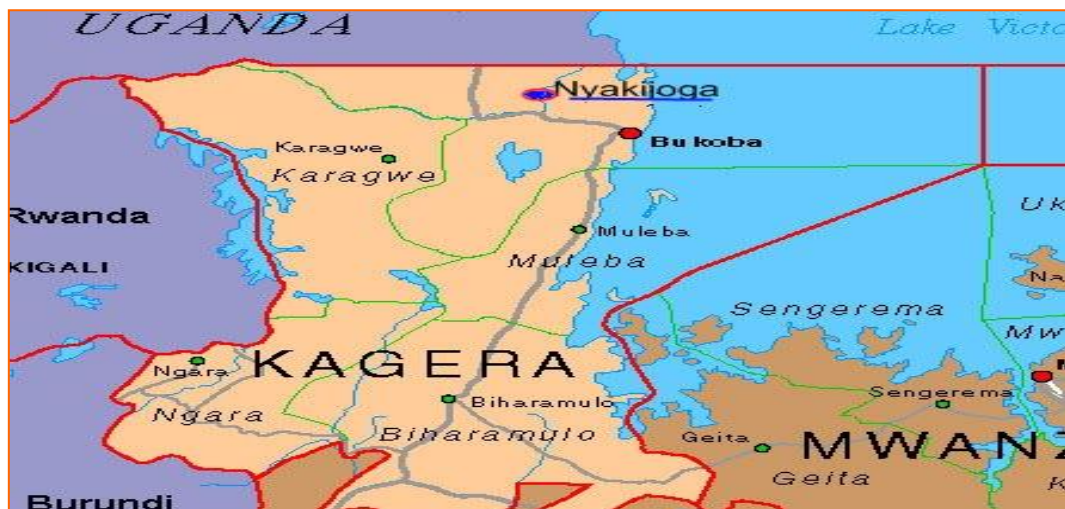 UGANDA
Lake Victo
Nyakijoga
Bukoba
Karagwe
Karagwe
Rwanda
Uk
KIGALI
Muleba
Muleba
Na
Sengerema
Mw
KAGERA
Ngara
Ngara
Biharamulo
Sengerema
M
Biharamulo
Geita
MWANZ
Geita
K
Burundi